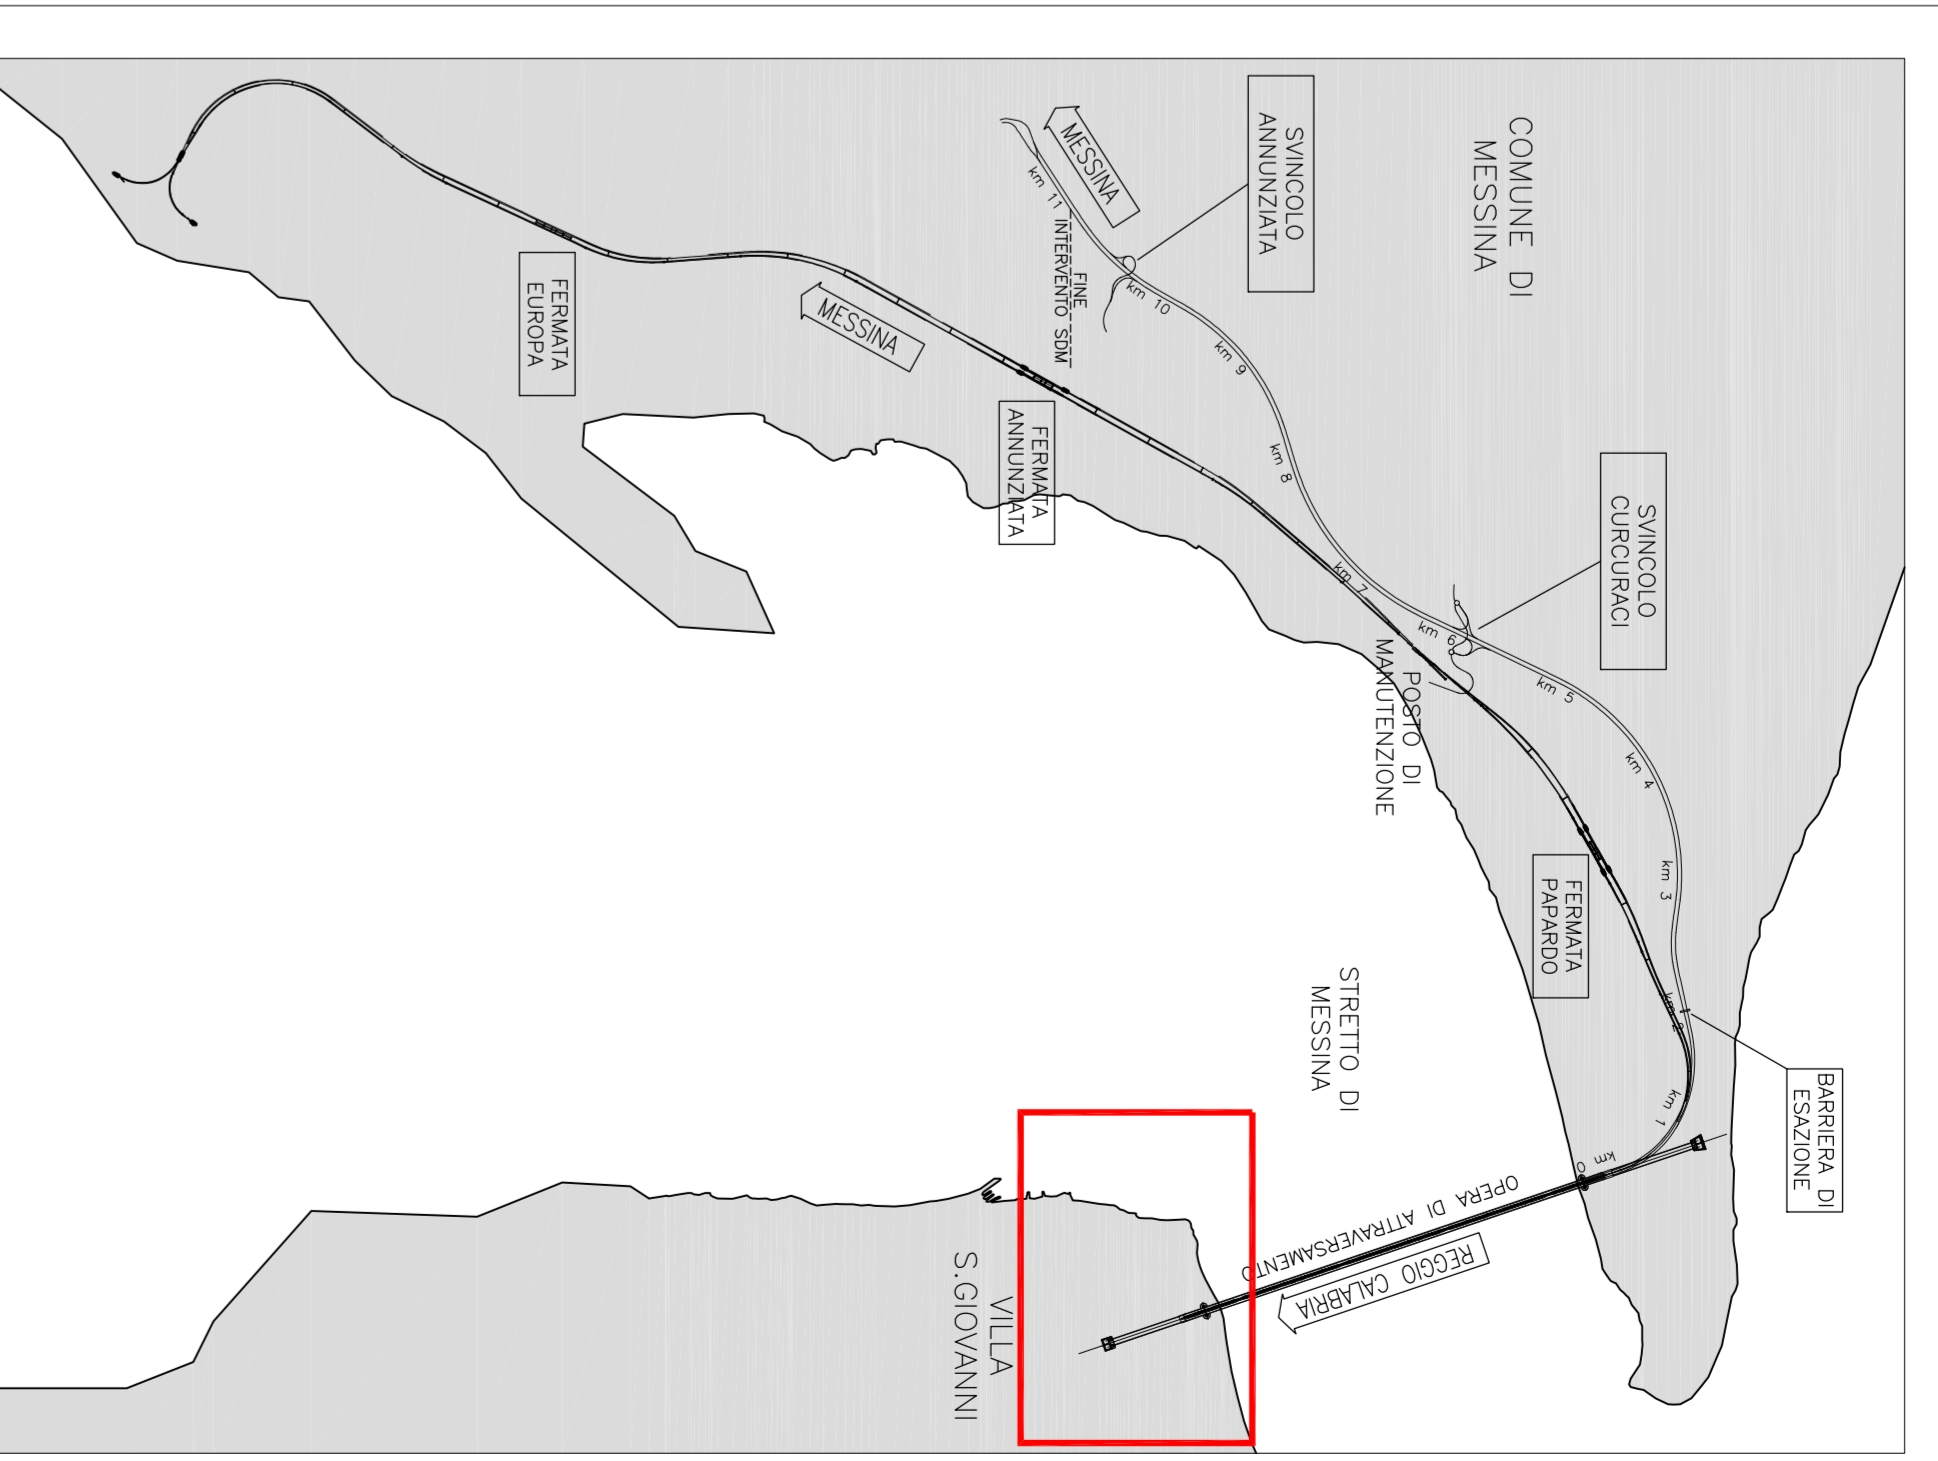 COMUNE DI
MESSINA
SVINCOLO
ANNUNZIATA
MESSINA
km 11
FINE
INTERVENTO SDM
km 10
km 9
km 8
km 7
km 6
km 5
km 4
km 3
km 2
km 1
km 0
SVINCOLO
CURCURACI
MESSINA
FERMATA
EUROPA
FERMATA
ANNUNZIATA
POSTO DI
MANUTENZIONE
FERMATA
PAPARDO
BARRIERA DI
ESAZIONE
STRETTO DI
MESSINA
OPERA DI ATTRAVERSAMENTO
REGGIO CALABRIA
VILLA
S.GIOVANNI